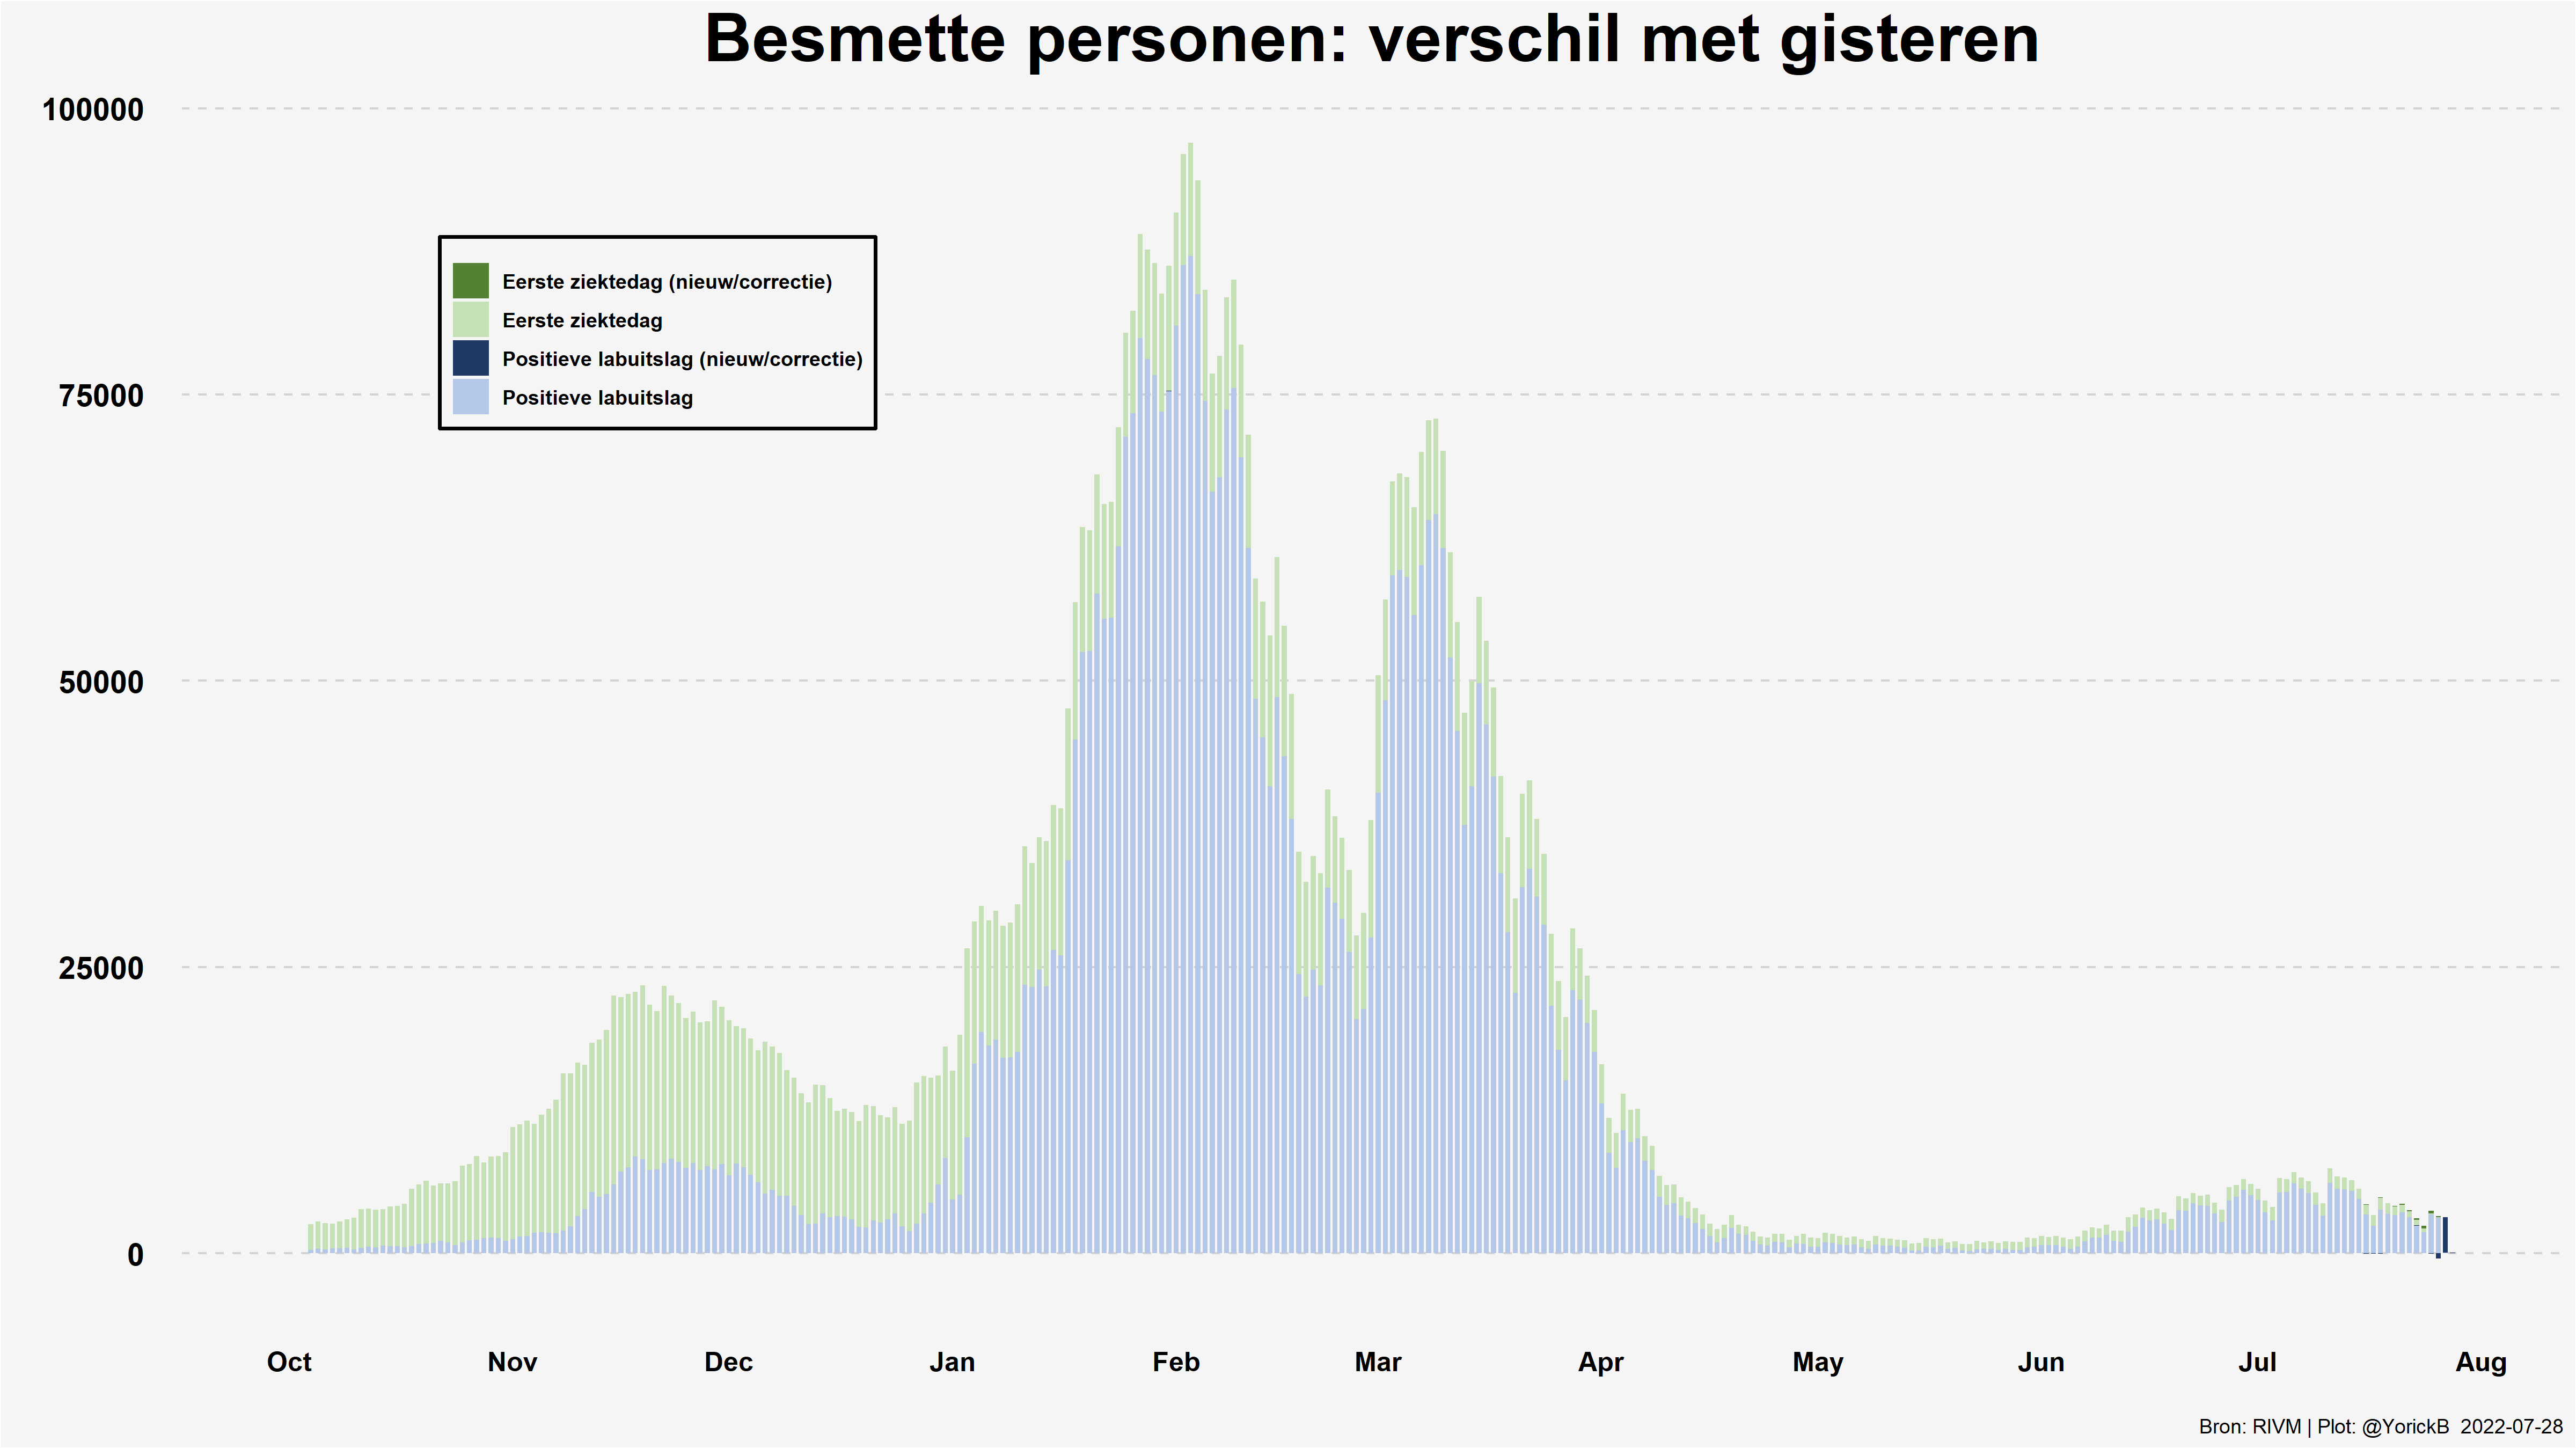 Besmette personen: verschil met gisteren
100000
75000
50000
25000
0
Eerste ziektedag (nieuw/correctie)
Eerste ziektedag
Positieve labuitslag (nieuw/correctie)
Positieve labuitslag
Oct Nov Dec Jan Feb Mar Apr May Jun Jul Aug
Bron: RIVM | Plot: @YorickB 2022-07-28